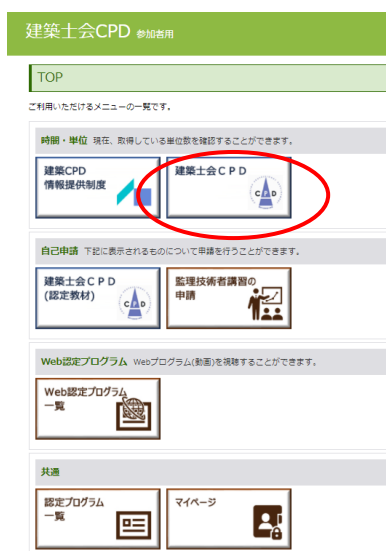 建築士会CPD 参加者用
TOP
ご利用いただけるメニューの一覧です。
時間・単位 現在、取得している単位数を確認することができます。
建築CPD
情報提供制度
建築士会ＣＰＤ
CAD
自己申請 下記に表示されるものについて申請を行うことができます。
建築士会ＣＰＤ
(認定教材)
CPD
監理技術者講習の
申請
Web認定プログラム Webプログラム(動画)を視聴することができます。
Web認定プログラム
一覧
共通
認定プログラム
一覧
マイページ